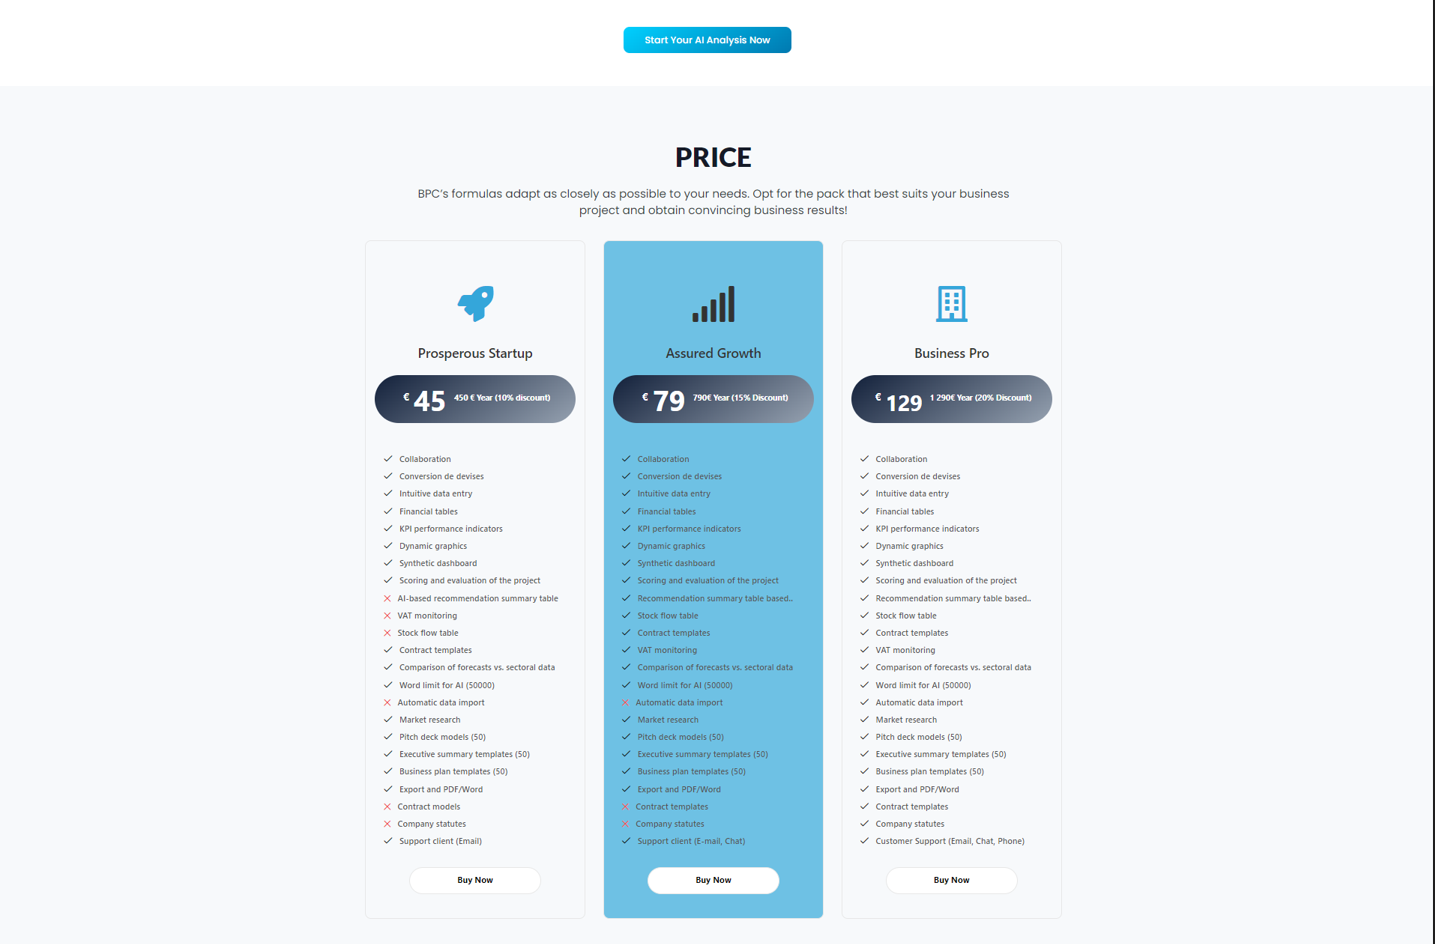 Start Your AI Analysis Now
PRICE
BPC's formulas adapt as closely as possible to your needs. Opt for the pack that best suits your business
project and obtain convincing business results!
Prosperous Startup
€ 45 450 € Year (10% discount)
Collaboration
Conversion de devises
Intuitive data entry
Financial tables
KPI performance indicators
Dynamic graphics
Synthetic dashboard
Scoring and evaluation of the project
AI-based recommendation summary table
VAT monitoring
Stock flow table
Contract templates
Comparison of forecasts vs. sectoral data
Word limit for AI (50000)
Automatic data import
Market research
Pitch deck models (50)
Executive summary templates (50)
Business plan templates (50)
Export and PDF/Word
Contract models
Company statutes
Support client (Email)
Buy Now
Assured Growth
€ 79 790€ Year (15% Discount)
Collaboration
Conversion de devises
Intuitive data entry
Financial tables
KPI performance indicators
Dynamic graphics
Synthetic dashboard
Scoring and evaluation of the project
Recommendation summary table based..
Stock flow table
Contract templates
VAT monitoring
Comparison of forecasts vs. sectoral data
Word limit for AI (50000)
Automatic data import
Market research
Pitch deck models (50)
Executive summary templates (50)
Business plan templates (50)
Export and PDF/Word
Contract templates
Company statutes
Support client (E-mail, Chat)
Buy Now
Business Pro
€ 129 1 290€ Year (20% Discount)
Collaboration
Conversion de devises
Intuitive data entry
Financial tables
KPI performance indicators
Dynamic graphics
Synthetic dashboard
Scoring and evaluation of the project
Recommendation summary table based..
Stock flow table
Contract templates
VAT monitoring
Comparison of forecasts vs. sectoral data
Word limit for AI (50000)
Automatic data import
Market research
Pitch deck models (50)
Executive summary templates (50)
Business plan templates (50)
Export and PDF/Word
Contract templates
Company statutes
Customer Support (Email, Chat, Phone)
Buy Now